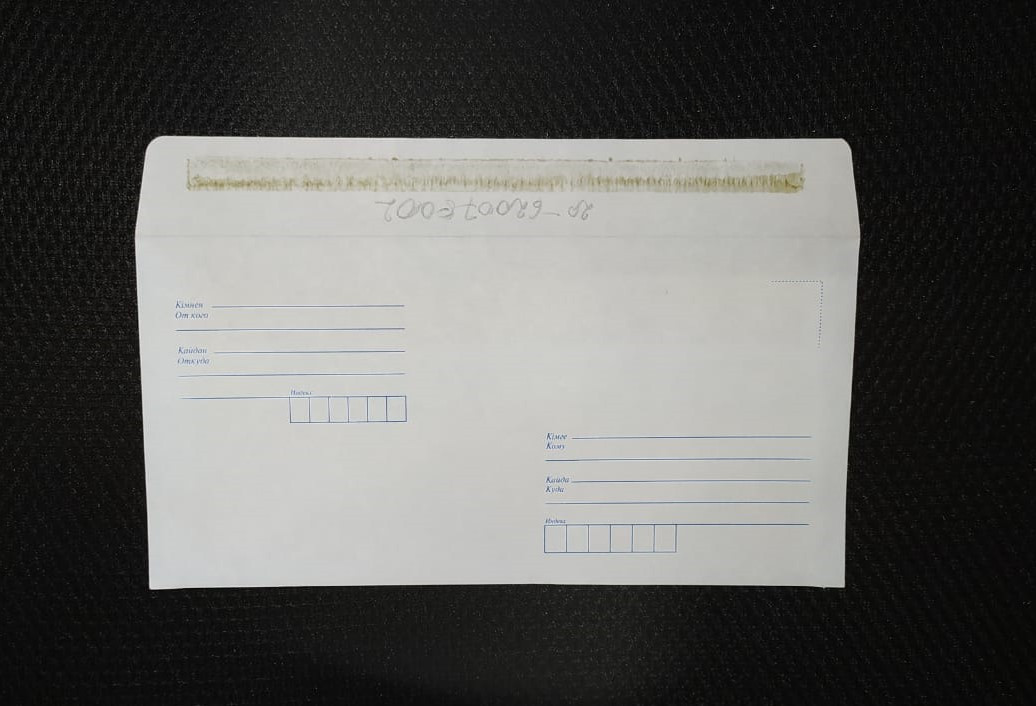 Кімнен
От кого
Қайдан
Откуда
Индекс
Кімге
Кому
Қайда
Куда
Индекс